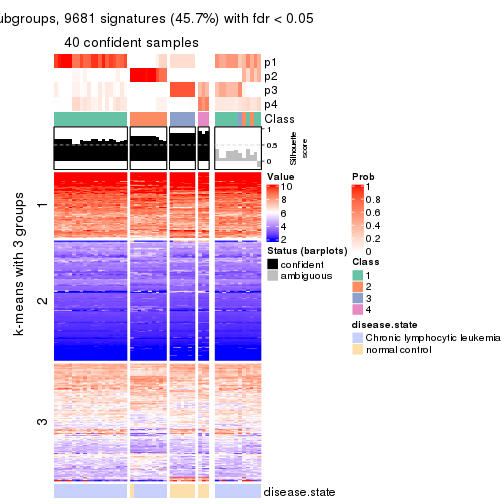 ubgroups, 9681 signatures (45.7%) with fdr < 0.05
40 confident samples
p1
p2
p3
p4
Class
1
0.5
0
Silhouette
score
k-means with 3 groups
1
2
3
disease.state
Value
10
8
6
4
2
Status (barplots)
confident
ambiguous
Prob
1
0.8
0.6
0.4
0.2
0
Class
1
2
3
4
disease.state
Chronic lymphocytic leukemia
normal control